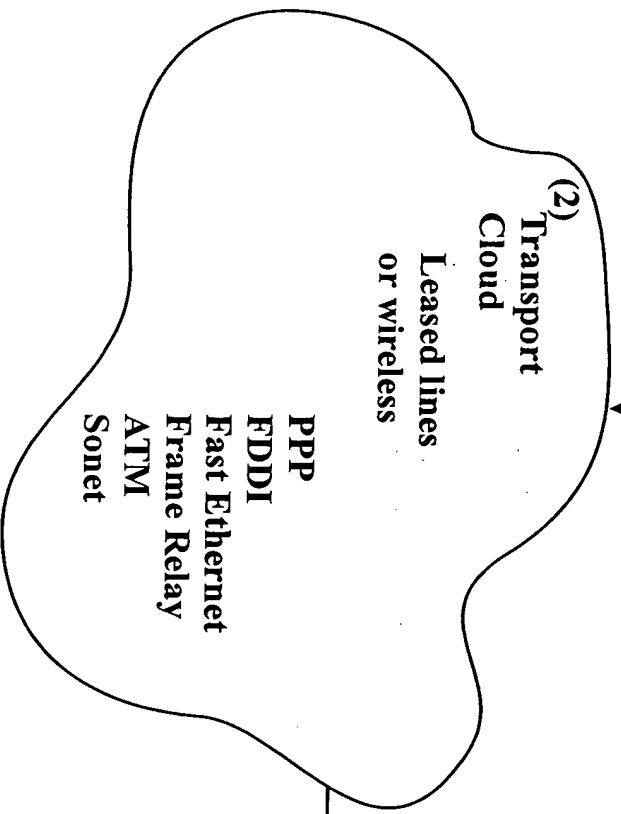 (2)
Transport
Cloud
Leased lines
or wireless
PPP
FDDI
Fast Ethernet
Frame Relay
ATM
Sonet